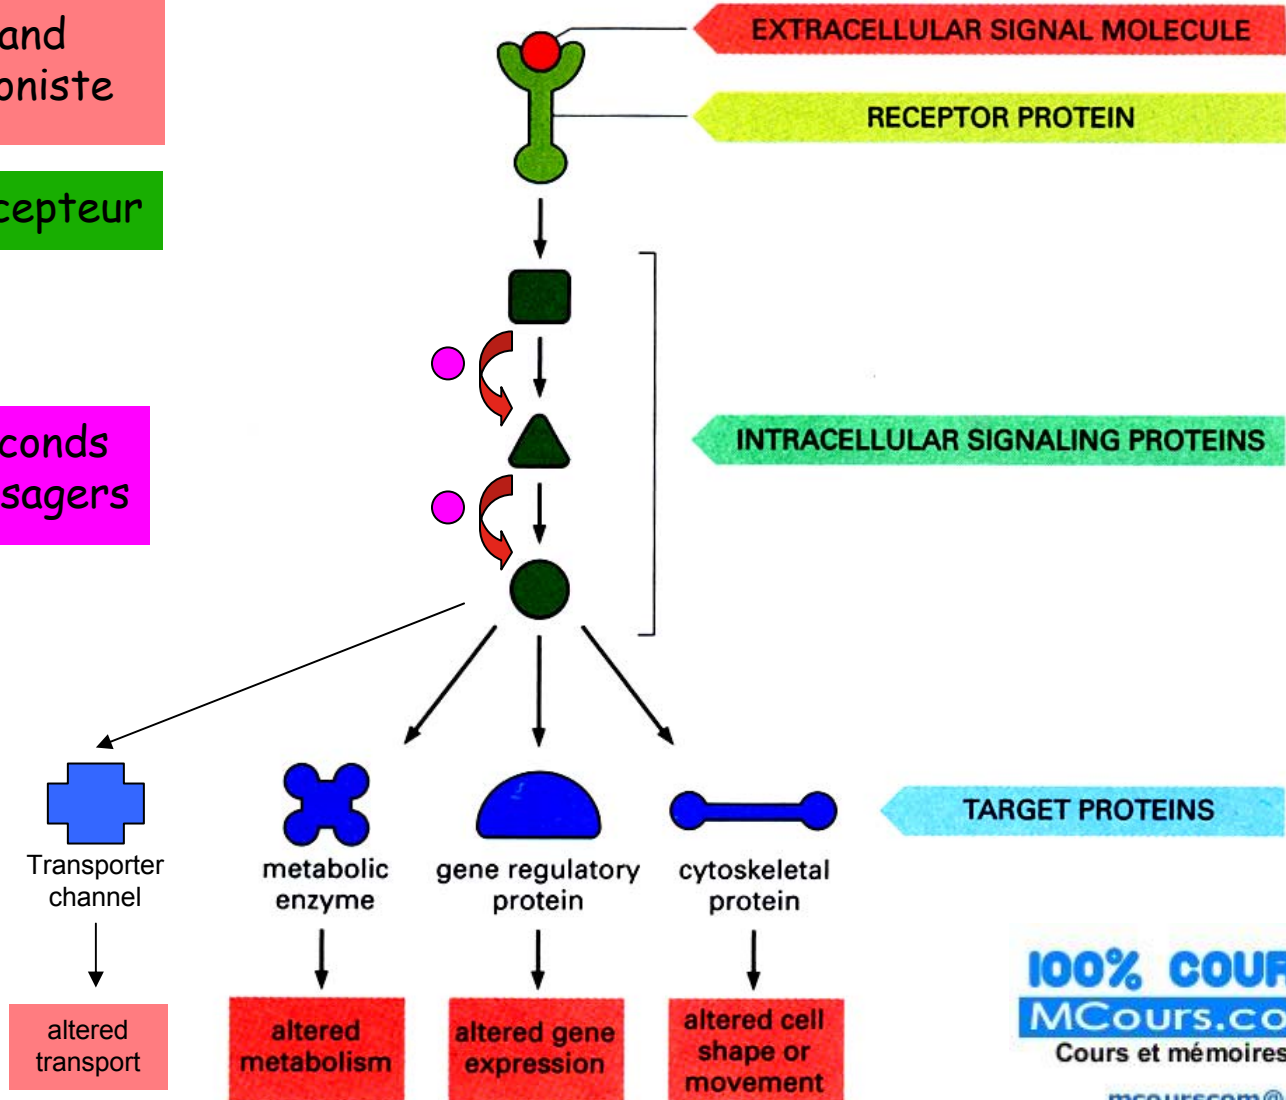 and
oniste
cepteur
conds
sagers
EXTRACELLULAR SIGNAL MOLECULE
RECEPTOR PROTEIN
INTRACELLULAR SIGNALING PROTEINS
TARGET PROTEINS
Transporter
channel
metabolic
enzyme
gene regulatory
protein
cytoskeletal
protein
altered
transport
altered
metabolism
altered gene
expression
altered cell
shape or
movement
100% COUR
MCours.co
Cours et mémoires
mcourscom@